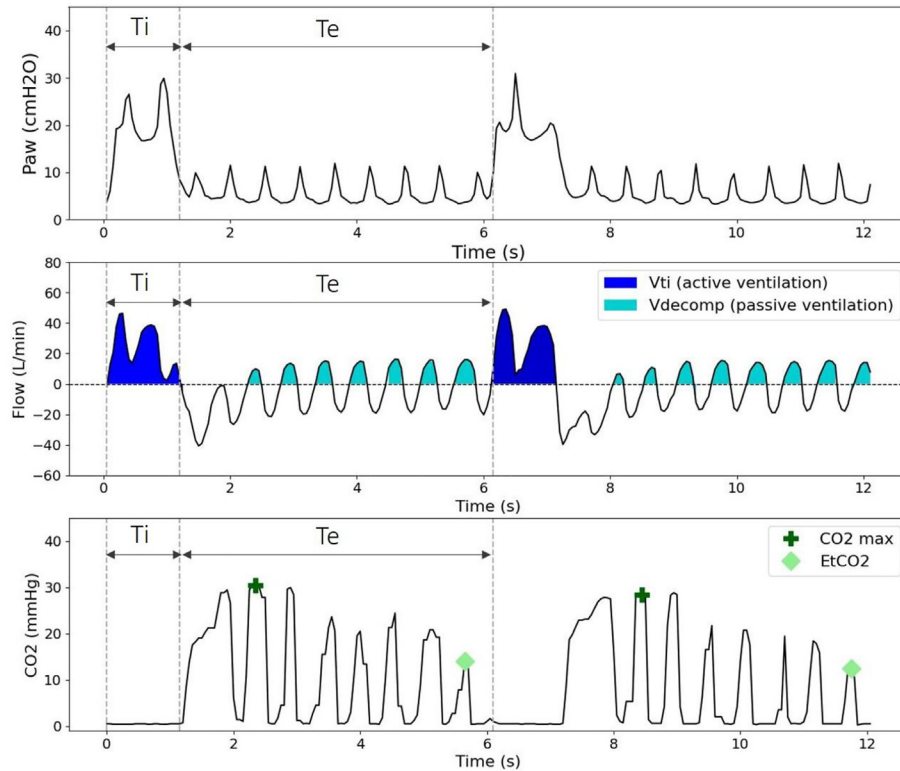 Ti
Te
40
30
20
10
0
Paw (cmH2O)
0
2
4
6
8
10
12
Time (s)
Ti
Te
Vti (active ventilation)
Vdecomp (passive ventilation)
80
60
40
20
0
−20
−40
−60
Flow (L/min)
0
2
4
6
8
10
12
Time (s)
Ti
Te
CO2 max
EtCO2
40
30
20
10
0
CO2 (mmHg)
0
2
4
6
8
10
12
Time (s)